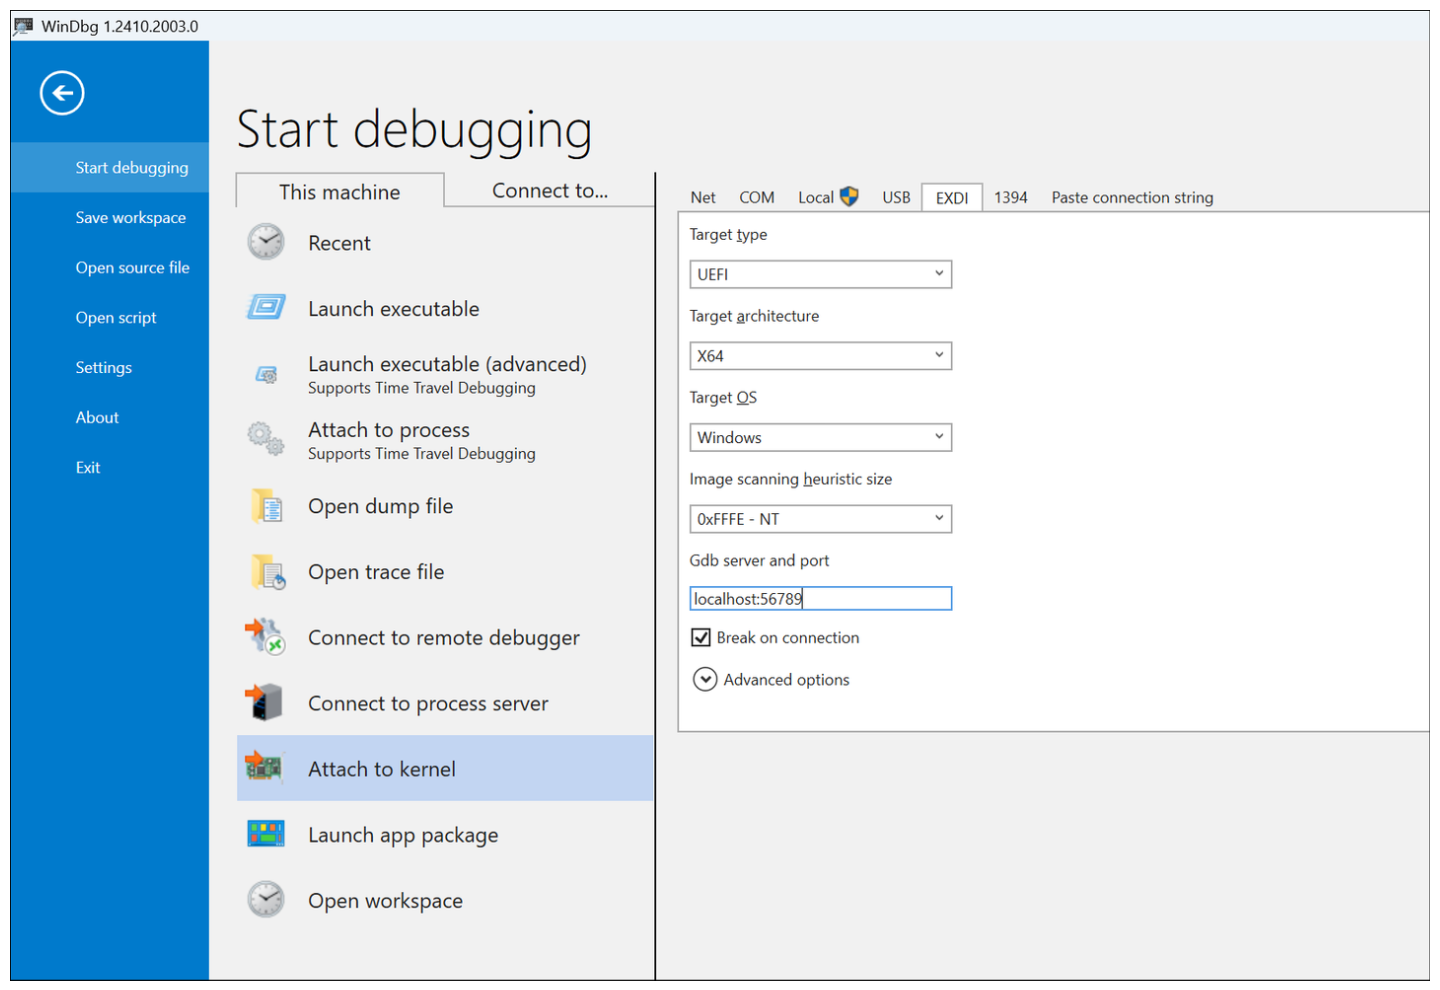 WinDbg 1.2410.2003.0
Start debugging
Save workspace
Open source file
Open script
Settings
About
Exit
Start debugging
This machine
Connect to...
Recent
Launch executable
Launch executable (advanced)
Supports Time Travel Debugging
Attach to process
Supports Time Travel Debugging
Open dump file
Open trace file
Connect to remote debugger
Connect to process server
Attach to kernel
Launch app package
Open workspace
Net COM Local USB EXDI 1394 Paste connection string
Target type
UEFI
Target architecture
X64
Target OS
Windows
Image scanning heuristic size
0xFFFE - NT
Gdb server and port
localhost:56789
Break on connection
Advanced options